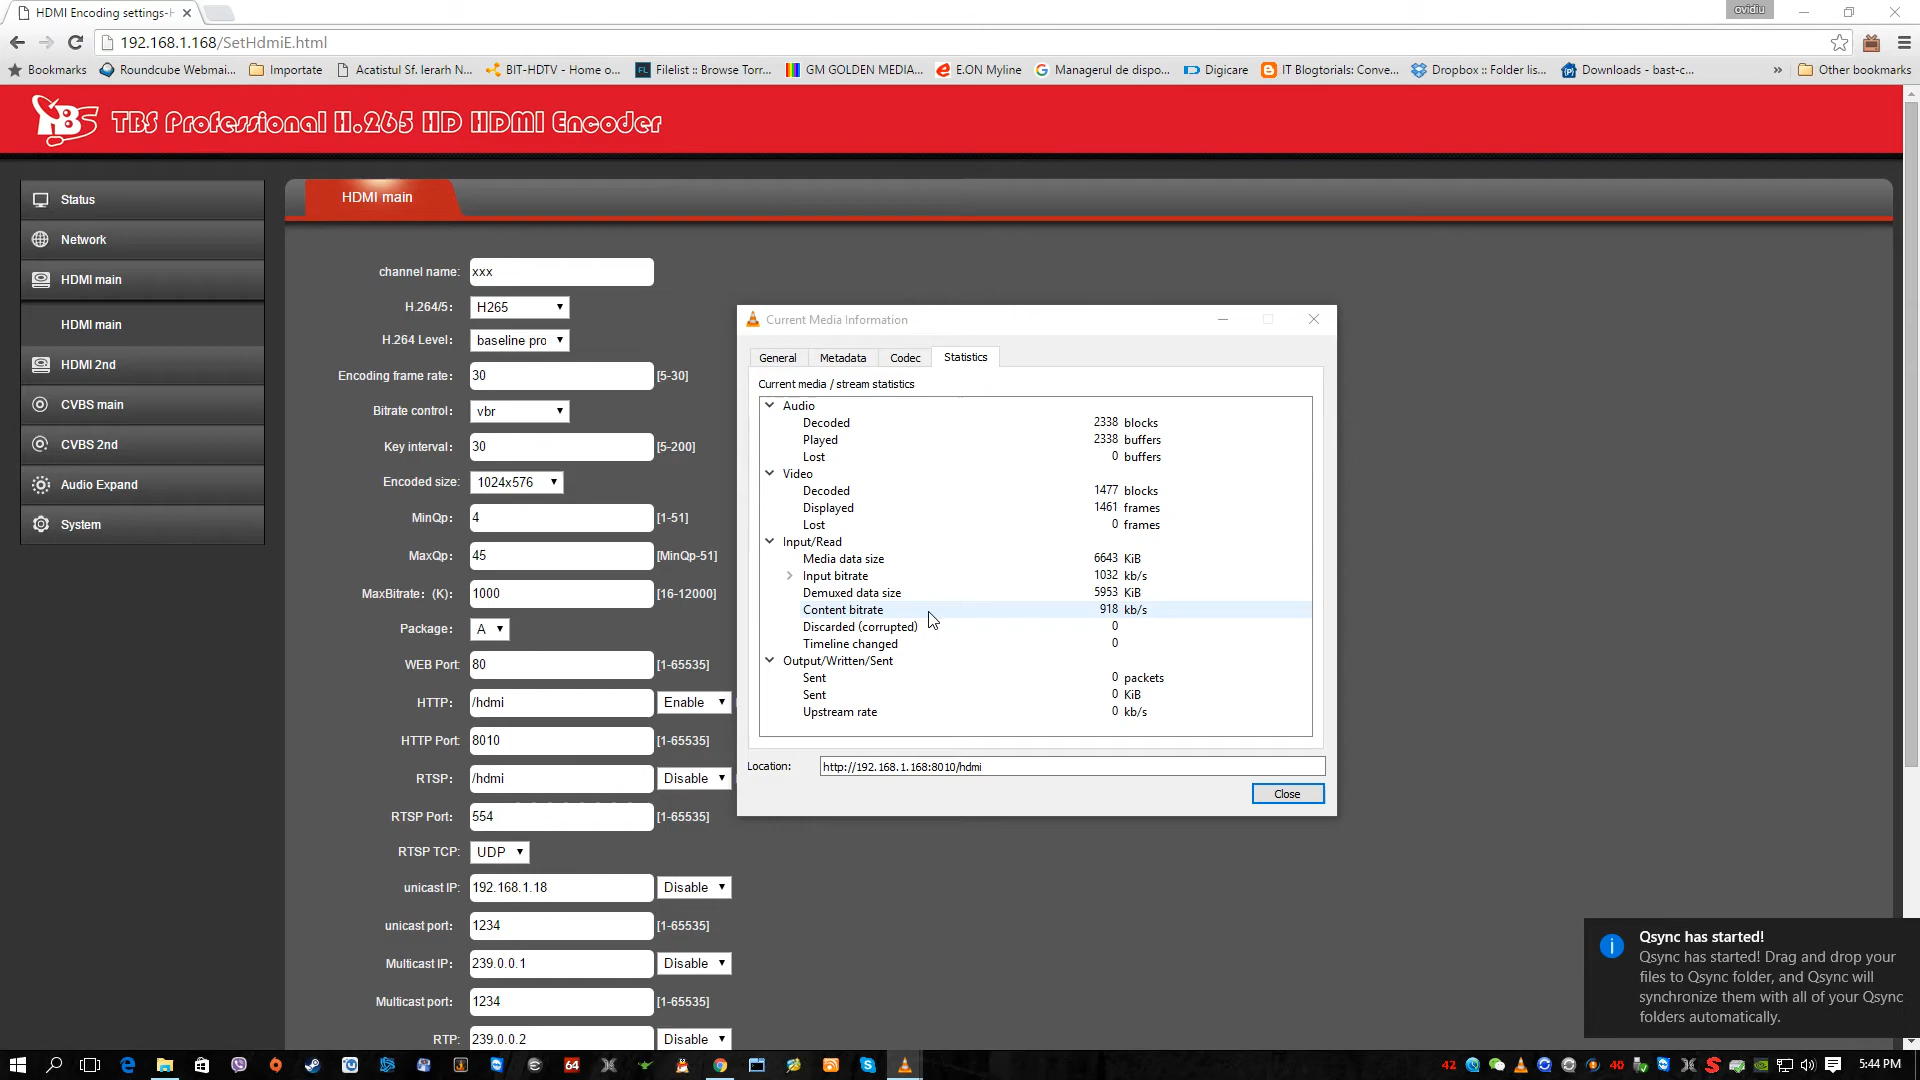 HDMI Encoding settings-H
ovidiu
192.168.1.168/SetHdmiE.html
Bookmarks
Roundcube Webmai...
Importate
Acatistul Sf. Ierarh N...
BIT-HDTV - Home o...
Filelist :: Browse Torr...
GM GOLDEN MEDIA...
E.ON Myline
Managerul de dispo...
Digicare
IT Blogtorials: Conve...
Dropbox :: Folder lis...
Downloads - bast-c...
»
Other bookmarks
TBS
TBS Professional H.265 HD HDMI Encoder
Status
Network
HDMI main
HDMI main
HDMI 2nd
CVBS main
CVBS 2nd
Audio Expand
System
HDMI main
channel name: xxx
H.264/5: H265
H.264 Level: baseline pro
Encoding frame rate: 30 [5-30]
Bitrate control: vbr
Key interval: 30 [5-200]
Encoded size: 1024x576
MinQp: 4 [1-51]
MaxQp: 45 [MinQp-51]
MaxBitrate: (K): 1000 [16-12000]
Package: A
WEB Port: 80 [1-65535]
HTTP: /hdmi Enable
HTTP Port: 8010 [1-65535]
RTSP: /hdmi Disable
RTSP Port: 554 [1-65535]
RTSP TCP: UDP
unicast IP: 192.168.1.18 Disable
unicast port: 1234 [1-65535]
Multicast IP: 239.0.0.1 Disable
Multicast port: 1234 [1-65535]
RTP: 239.0.0.2 Disable
Current Media Information
General Metadata Codec Statistics
Current media / stream statistics
Audio
Decoded 2338 blocks
Played 2338 buffers
Lost 0 buffers
Video
Decoded 1477 blocks
Displayed 1461 frames
Lost 0 frames
Input/Read
Media data size 6643 KiB
Input bitrate 1032 kb/s
Demuxed data size 5953 KiB
Content bitrate 918 kb/s
Discarded (corrupted) 0
Timeline changed 0
Output/Written/Sent
Sent 0 packets
Sent 0 KiB
Upstream rate 0 kb/s
Location: http://192.168.1.168:8010/hdmi
Close
Qsync has started!
Qsync has started! Drag and drop your
files to Qsync folder, and Qsync will
synchronize them with all of your Qsync
folders automatically.
64
42
40
5:44 PM